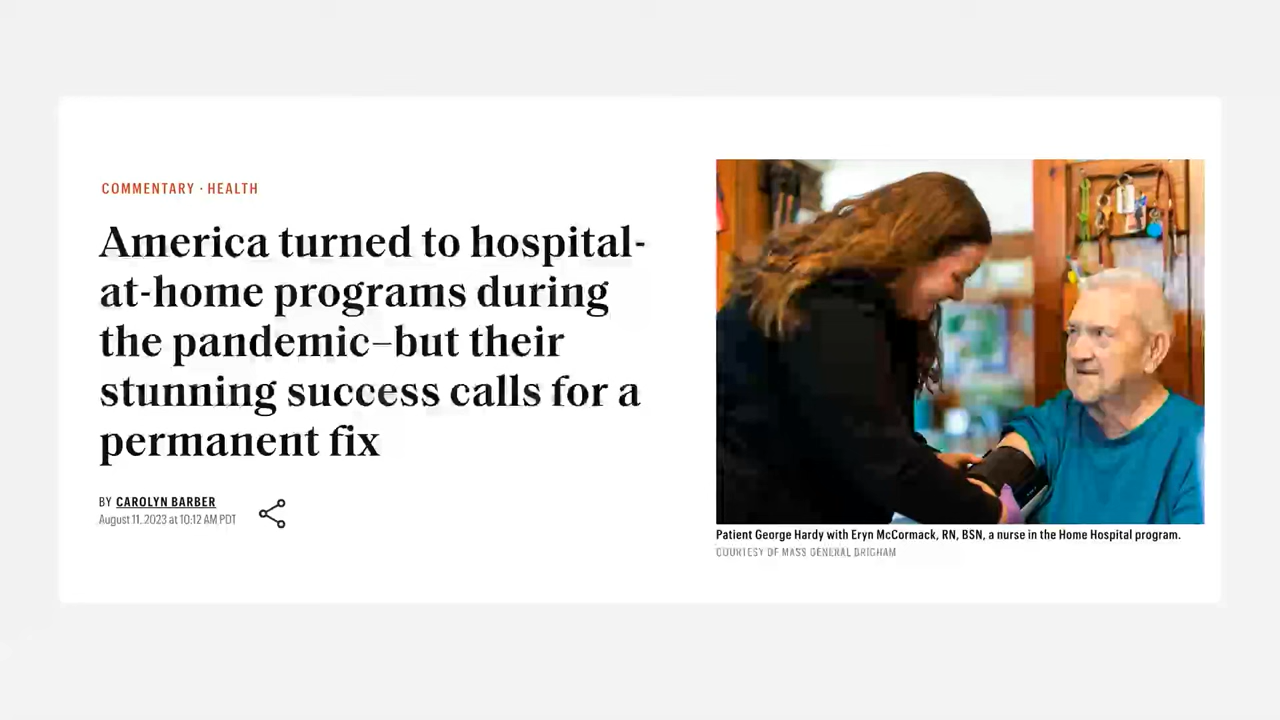 COMMENTARY · HEALTH
America turned to hospital-
at-home programs during
the pandemic–but their
stunning success calls for a
permanent fix
BY CAROLYN BARBER
August 11, 2023 at 10:12 AM PDT
Patient George Hardy with Eryn McCormack, RN, BSN, a nurse in the Home Hospital program.
COURTESY OF MASS GENERAL BRIGHAM